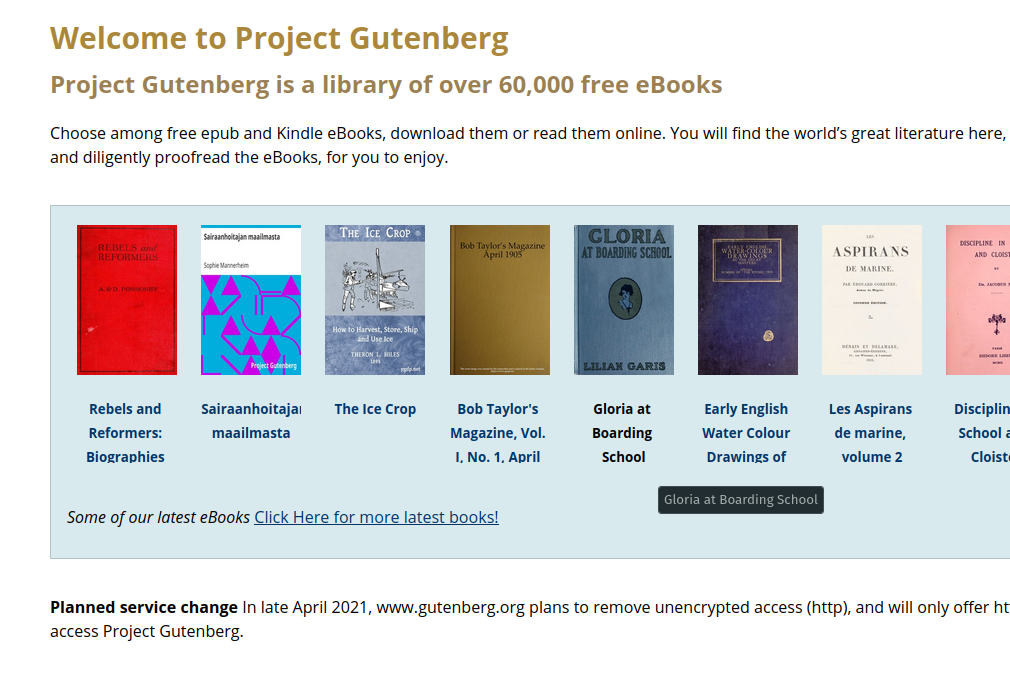 Welcome to Project Gutenberg
Project Gutenberg is a library of over 60,000 free eBooks
Choose among free epub and Kindle eBooks, download them or read them online. You will find the world’s great literature here,
and diligently proofread the eBooks, for you to enjoy.
REBELS and
REFORMERS
A. & D. PONSONBY
Sairaanhoitajan maailmasta
Sophie Mannerheim
Project Gutenberg
THE ICE CROP
How to Harvest, Store, Ship
and Use Ice
THERON L. HILES
pgdp.net
Bob Taylor's Magazine
April 1905
GLORIA
AT BOARDING SCHOOL
LILIAN GARIS
EARLY ENGLISH
WATER-COLOUR
DRAWINGS
LES
ASPIRANS
DE MARINE.
PAR ÉDOUARD CORBIÈRE,
DÉNAIN ET DELAMARE,
DISCIPLINE IN
AND CLOIST
Rebels and
Reformers:
Biographies
Sairaanhoitajan
maailmasta
The Ice Crop
Bob Taylor's
Magazine, Vol.
I, No. 1, April
Gloria at
Boarding
School
Early English
Water Colour
Drawings of
Les Aspirans
de marine,
volume 2
Disciplin
School a
Cloist
Gloria at Boarding School
Some of our latest eBooks Click Here for more latest books!
Planned service change In late April 2021, www.gutenberg.org plans to remove unencrypted access (http), and will only offer ht
access Project Gutenberg.